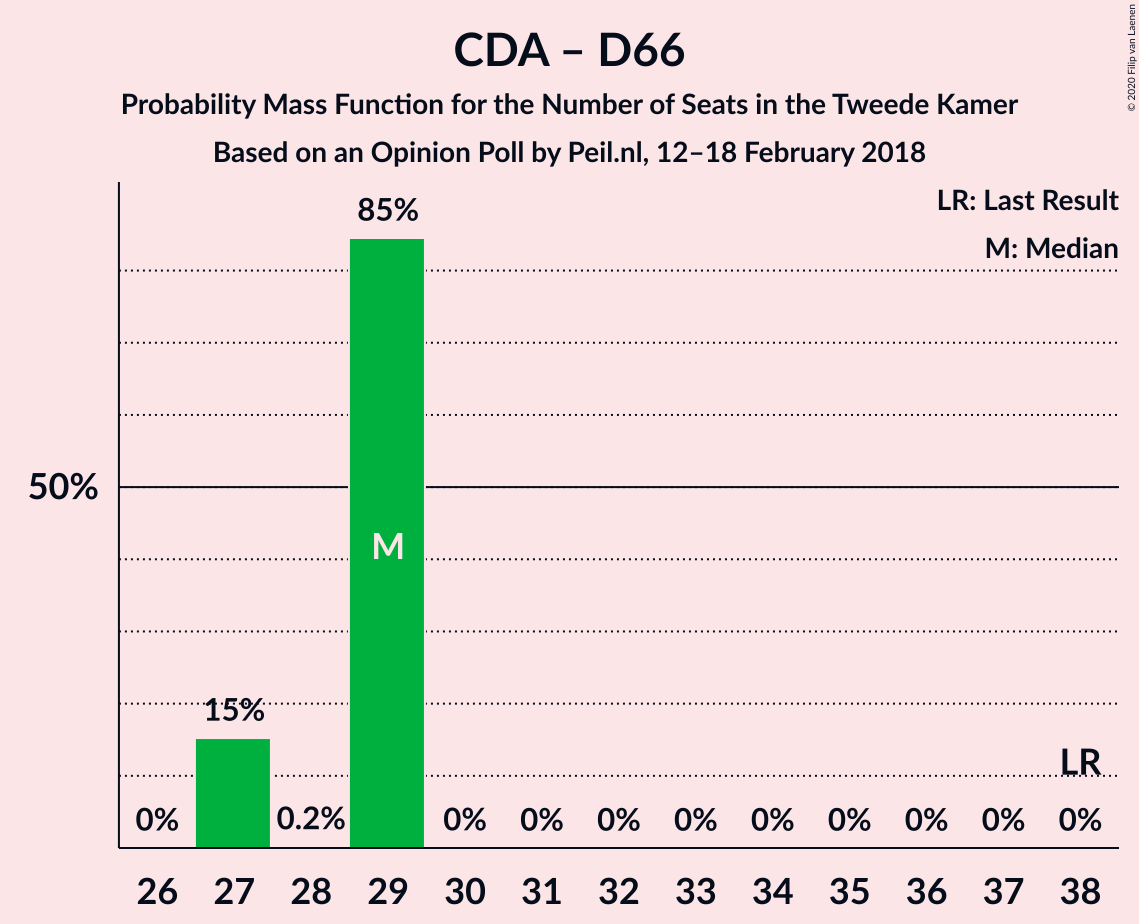 CDA – D66
Probability Mass Function for the Number of Seats in the Tweede Kamer
Based on an Opinion Poll by Peil.nl, 12–18 February 2018
© 2020 Filip van Laenen
LR: Last Result
M: Median
85%
50%
M
15%
LR
0% 0.2% 0% 0% 0% 0% 0% 0% 0% 0% 0%
26 27 28 29 30 31 32 33 34 35 36 37 38